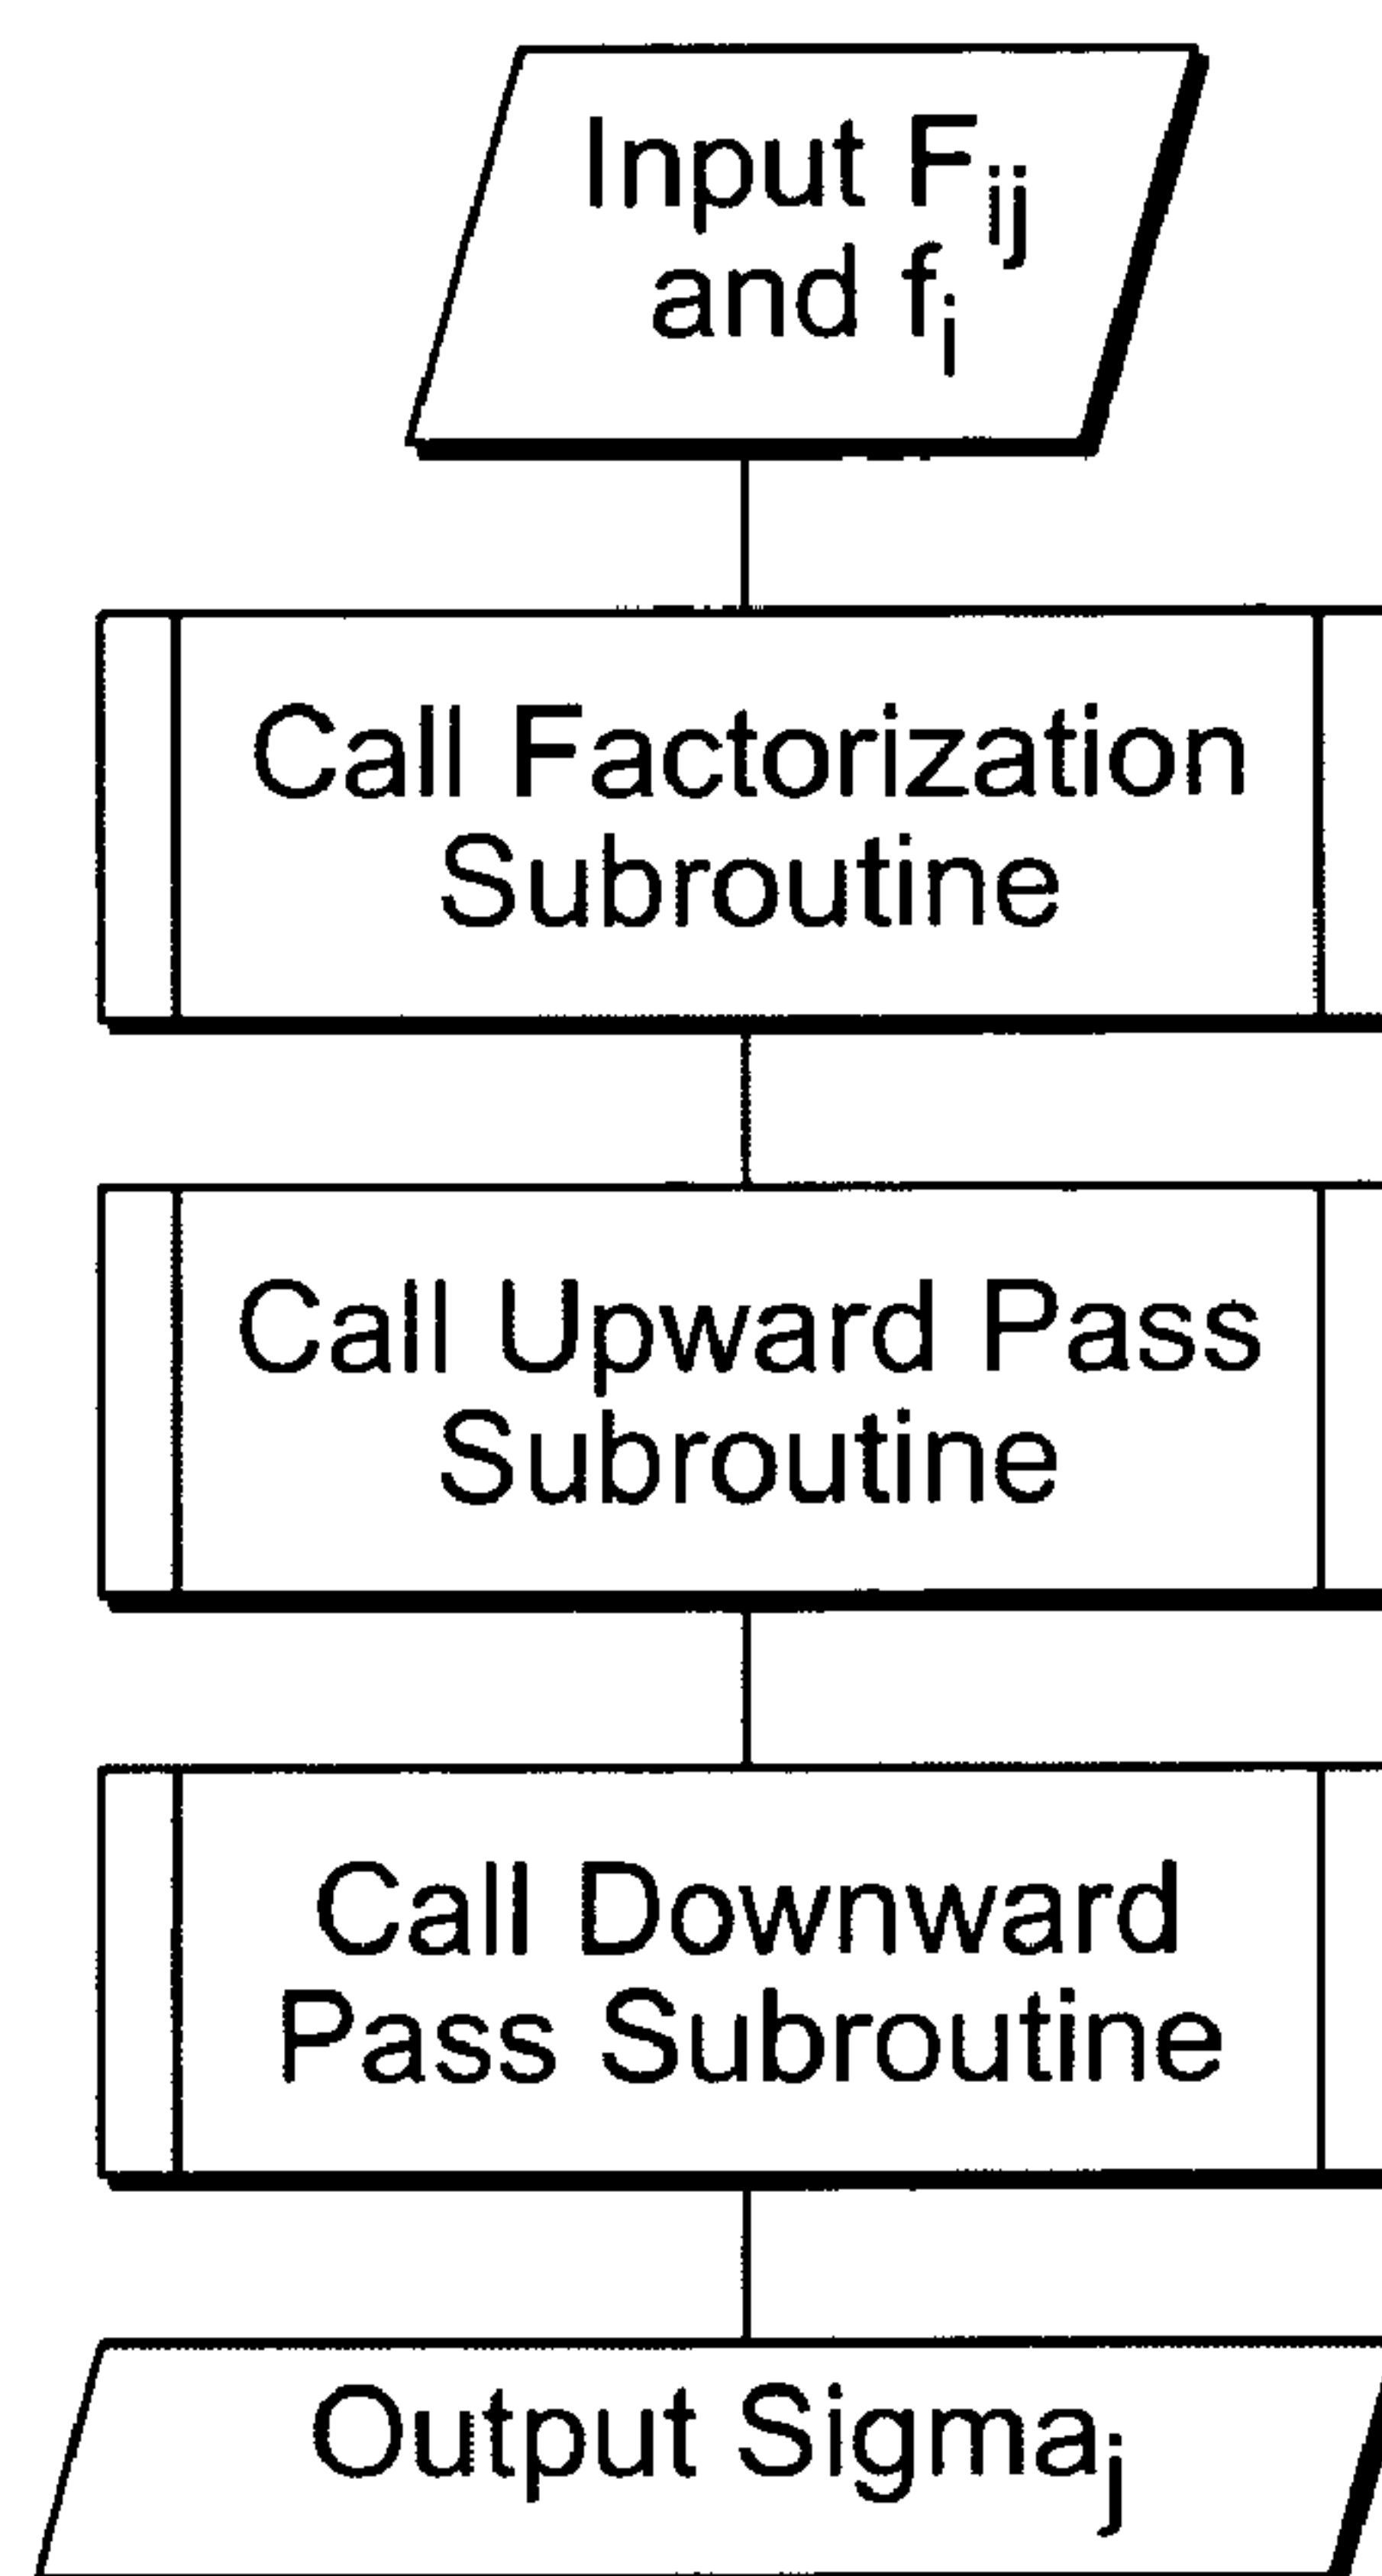 Input Fij
and fi
Call Factorization
Subroutine
Call Upward Pass
Subroutine
Call Downward
Pass Subroutine
Output Sigmaj